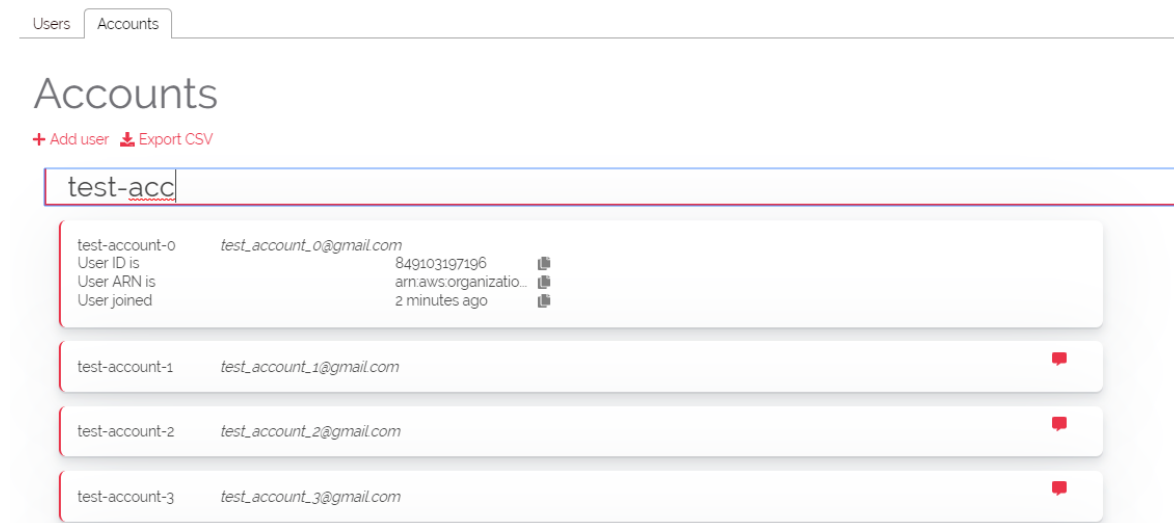 Users Accounts
Accounts
Add user Export CSV
test-acc
test-account-0 test_account_0@gmail.com
User ID is 849103197196
User ARN is arn:aws:organizatio...
User joined 2 minutes ago
test-account-1 test_account_1@gmail.com
test-account-2 test_account_2@gmail.com
test-account-3 test_account_3@gmail.com